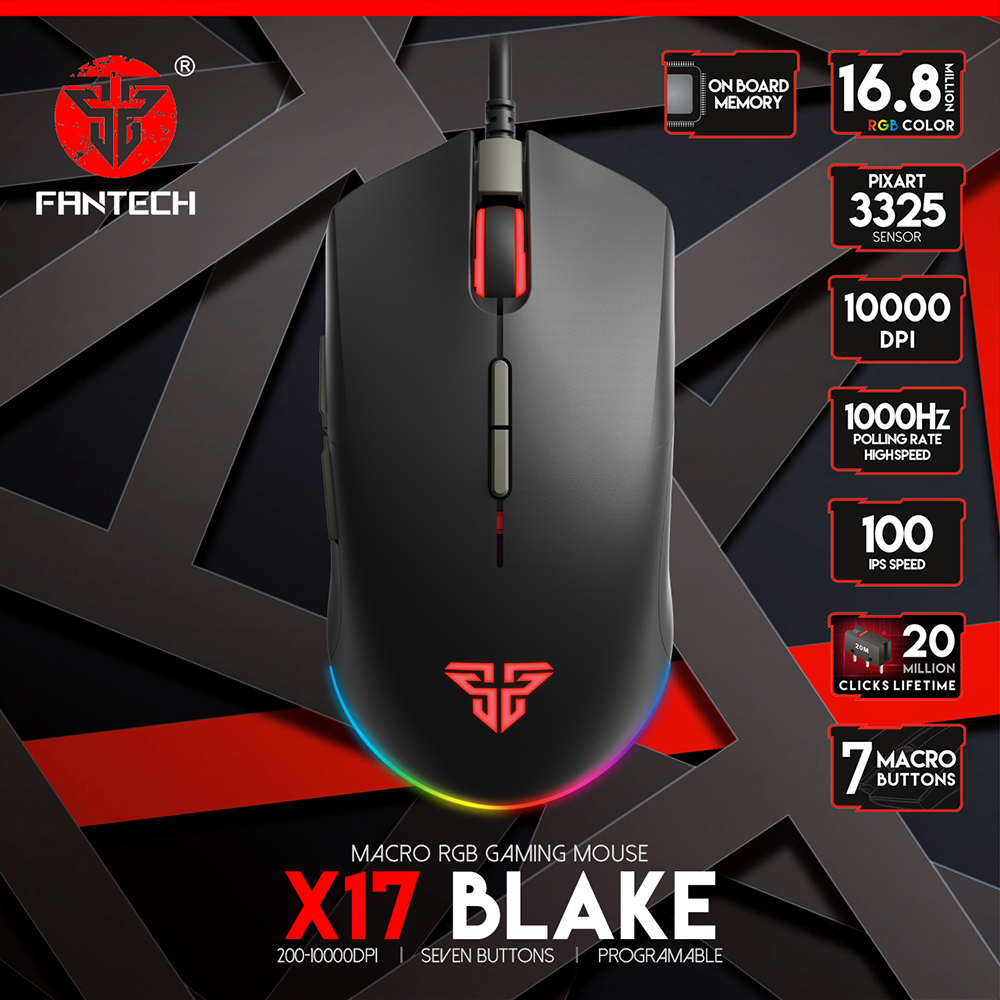 ®
FANTECH
ON BOARD
MEMORY
16.8 MILLION
RGB COLOR
PIXART
3325
SENSOR
10000
DPI
1000Hz
POLLING RATE
HIGHSPEED
100
IPS SPEED
20M
20
MILLION
CLICKS LIFETIME
7 MACRO
BUTTONS
MACRO RGB GAMING MOUSE
X17 BLAKE
200-10000DPI | SEVEN BUTTONS | PROGRAMABLE